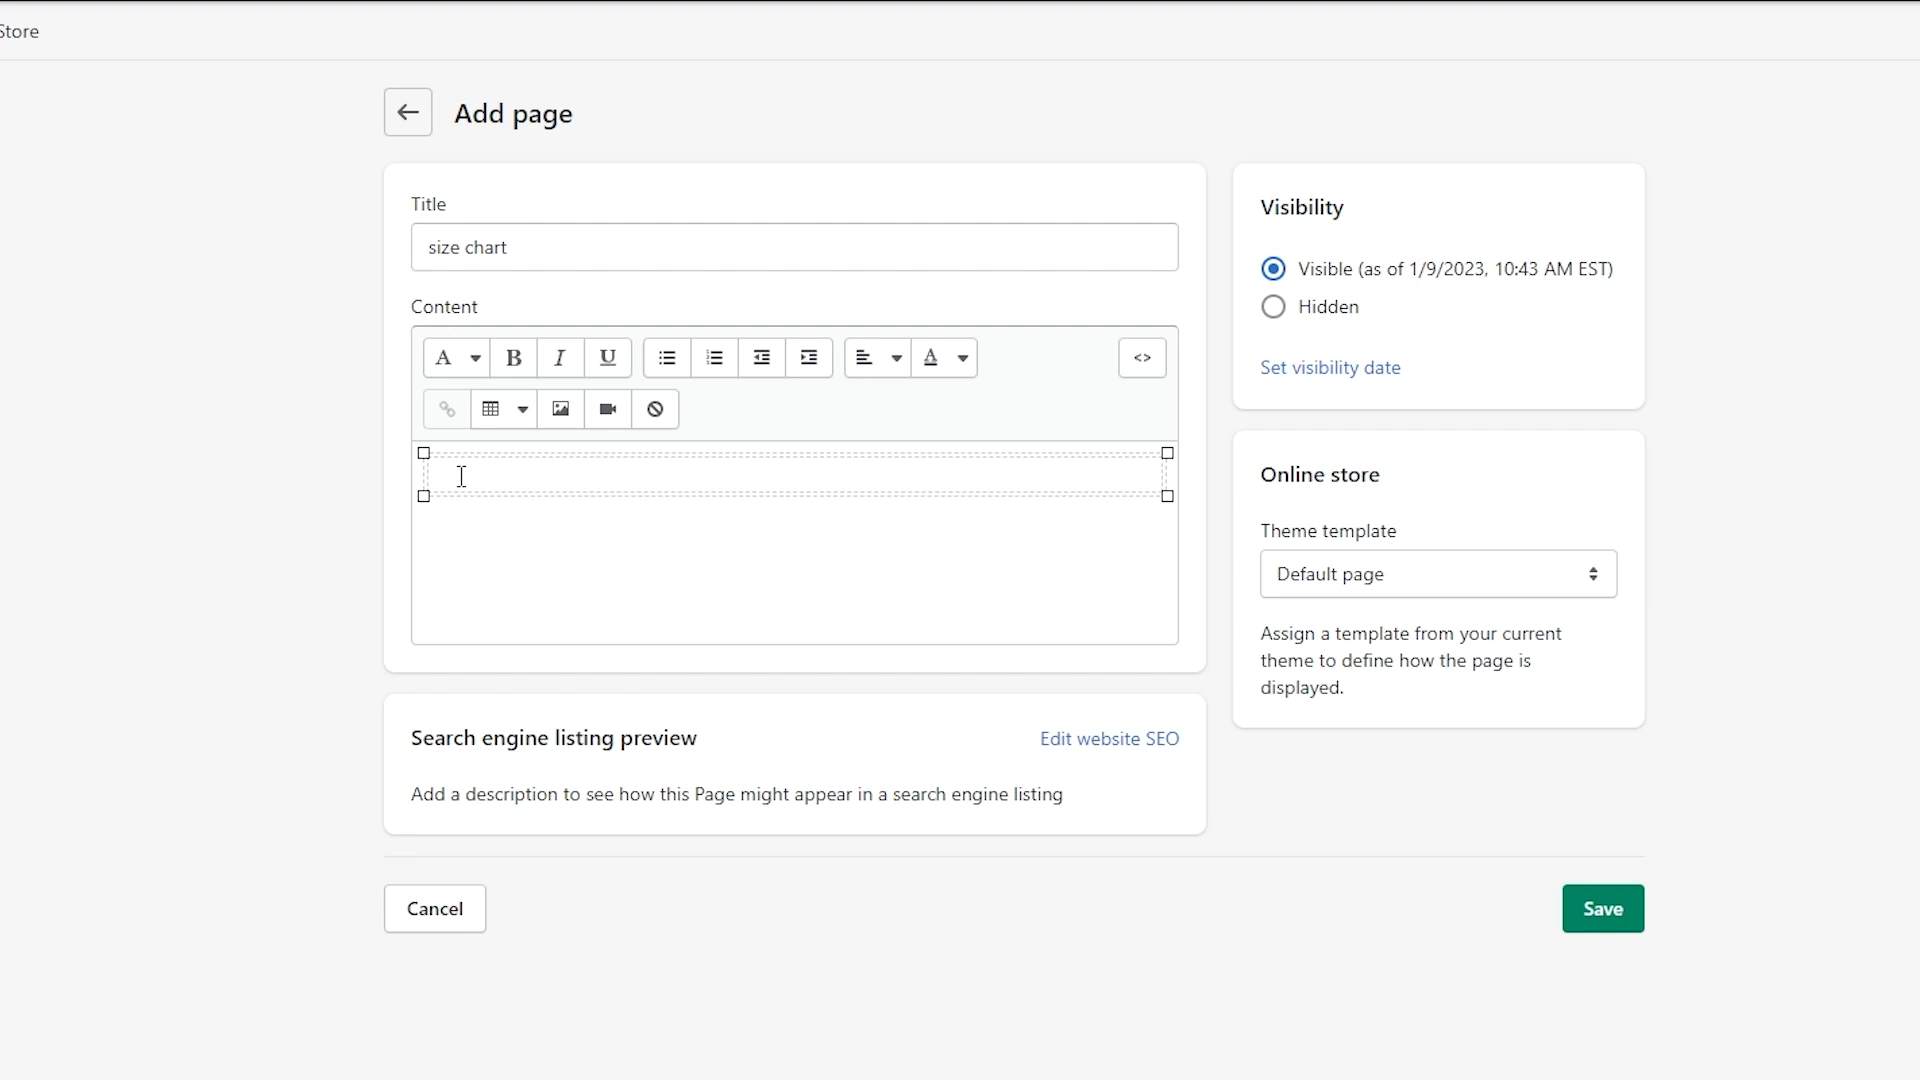 Store
Add page
Title
size chart
Content
A B I U A <>
Search engine listing preview
Edit website SEO
Add a description to see how this Page might appear in a search engine listing
Cancel
Visibility
Visible (as of 1/9/2023, 10:43 AM EST)
Hidden
Set visibility date
Online store
Theme template
Default page
Assign a template from your current
theme to define how the page is
displayed.
Save